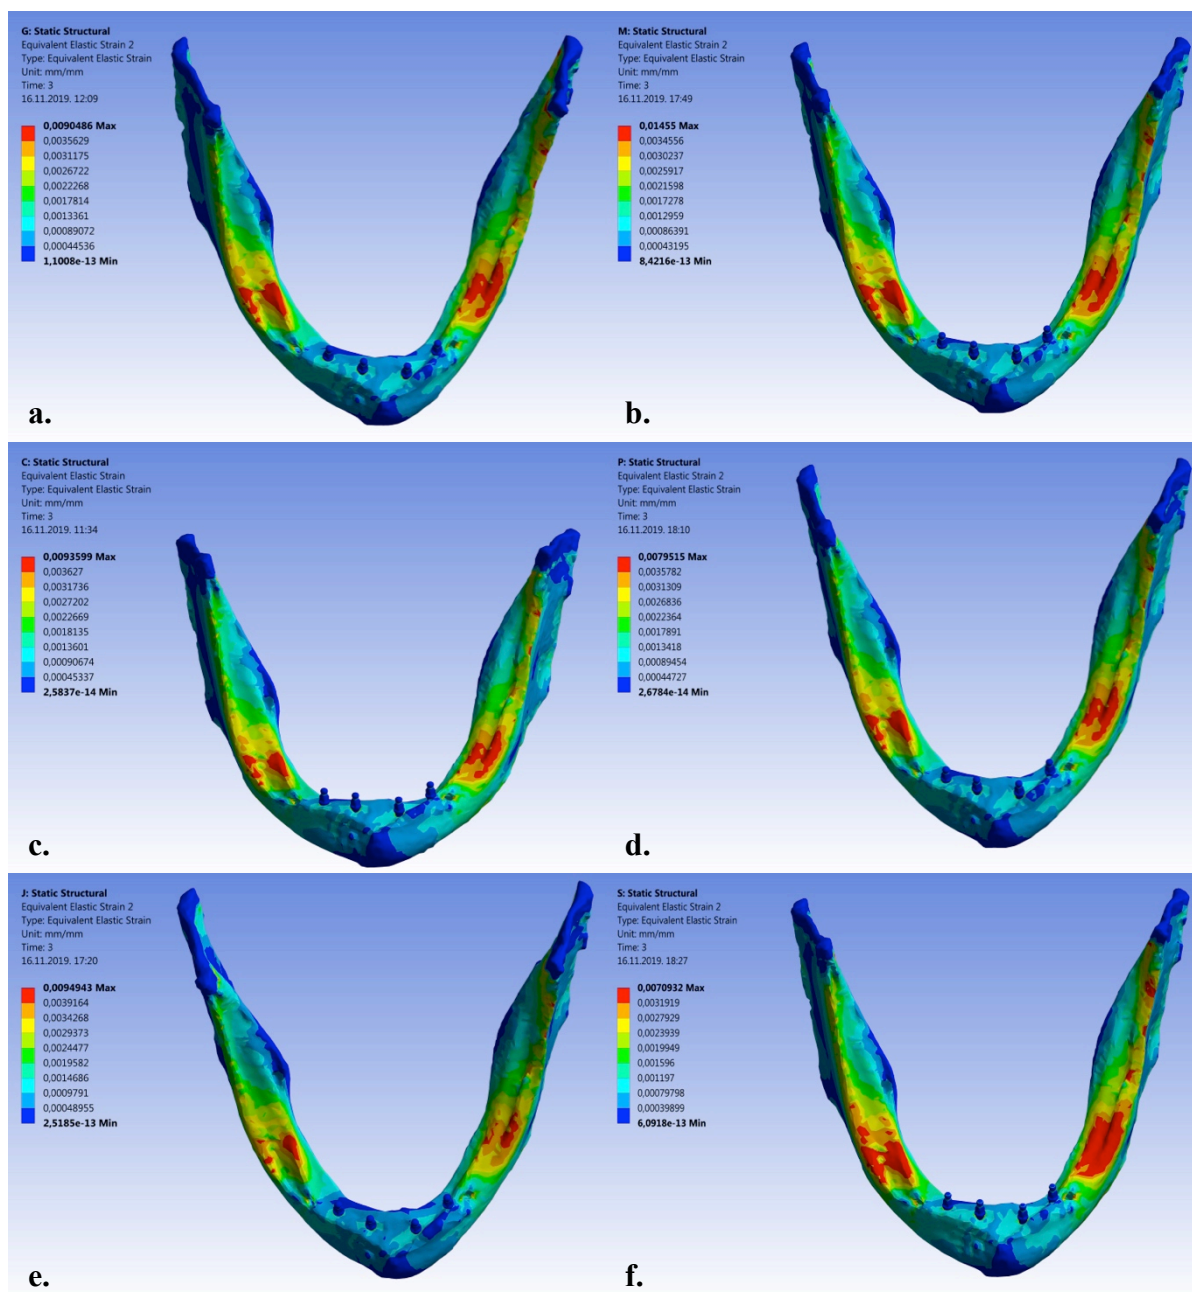 G: Static Structural
Equivalent Elastic Strain 2
Type: Equivalent Elastic Strain
Unit: mm/mm
Time: 3
16.11.2019. 12:09
0,0090486 Max
0,0035629
0,0031175
0,0026722
0,0022268
0,0017814
0,0013361
0,00089072
0,00044536
1,1008e-13 Min
a.
M: Static Structural
Equivalent Elastic Strain 2
Type: Equivalent Elastic Strain
Unit: mm/mm
Time: 3
16.11.2019. 17:49
0,01455 Max
0,0034556
0,0030237
0,0025917
0,0021598
0,0017278
0,0012959
0,00086391
0,00043195
8,4216e-13 Min
b.
C: Static Structural
Equivalent Elastic Strain
Type: Equivalent Elastic Strain
Unit: mm/mm
Time: 3
16.11.2019. 11:34
0,0093599 Max
0,003627
0,0031736
0,0027202
0,0022669
0,0018135
0,0013601
0,00090674
0,00045337
2,5837e-14 Min
c.
P: Static Structural
Equivalent Elastic Strain 2
Type: Equivalent Elastic Strain
Unit: mm/mm
Time: 3
16.11.2019. 18:10
0,0079515 Max
0,0035782
0,0031309
0,0026836
0,0022364
0,0017891
0,0013418
0,00089454
0,00044727
2,6784e-14 Min
d.
J: Static Structural
Equivalent Elastic Strain 2
Type: Equivalent Elastic Strain
Unit: mm/mm
Time: 3
16.11.2019. 17:20
0,0094943 Max
0,0039164
0,0034268
0,0029373
0,0024477
0,0019582
0,0014686
0,0009791
0,00048955
2,5185e-13 Min
e.
S: Static Structural
Equivalent Elastic Strain 2
Type: Equivalent Elastic Strain
Unit: mm/mm
Time: 3
16.11.2019. 18:27
0,0070932 Max
0,0031919
0,0027929
0,0023939
0,0019949
0,001596
0,001197
0,00079798
0,00039899
6,0918e-13 Min
f.